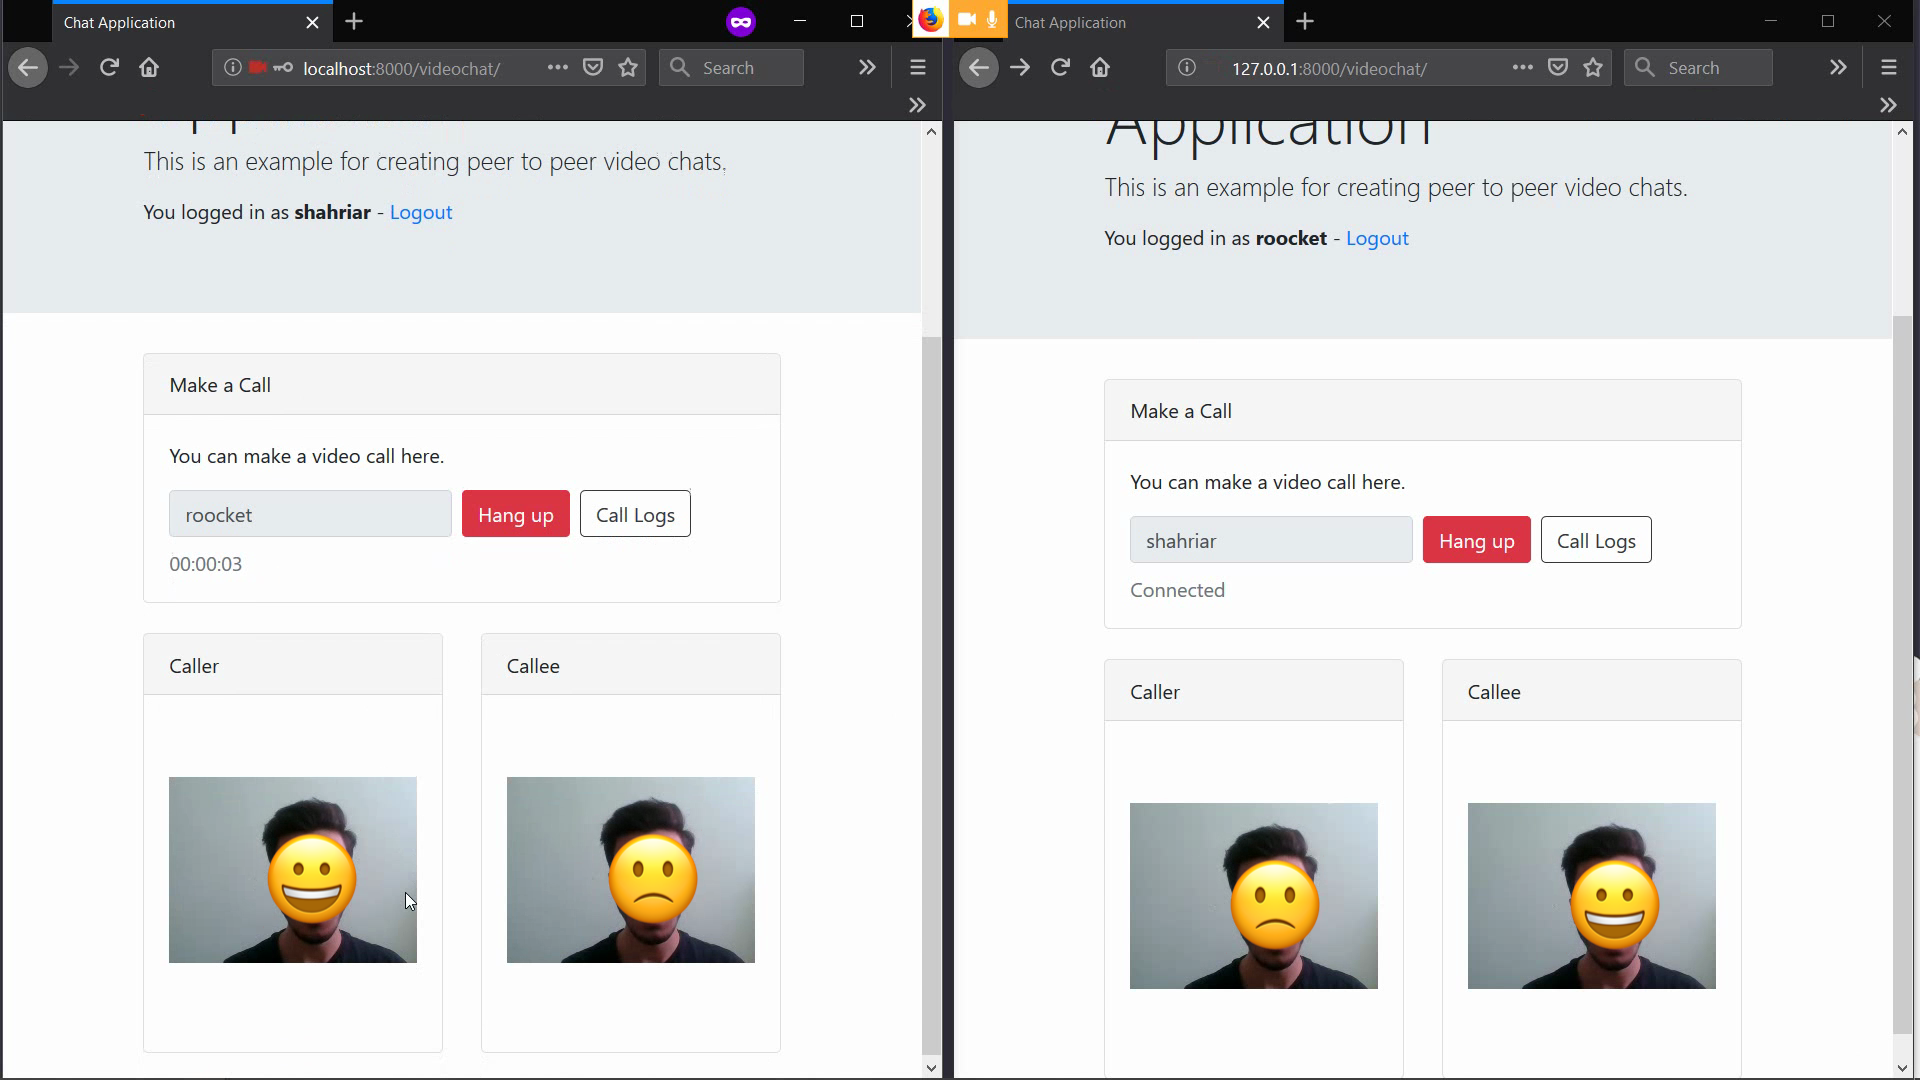 Chat Application
localhost:8000/videochat/
Search
This is an example for creating peer to peer video chats.
You logged in as shahriar - Logout
Make a Call
You can make a video call here.
roocket
Hang up
Call Logs
00:00:03
Caller
Callee
Chat Application
127.0.0.1:8000/videochat/
Search
Application
This is an example for creating peer to peer video chats.
You logged in as roocket - Logout
Make a Call
You can make a video call here.
shahriar
Hang up
Call Logs
Connected
Caller
Callee